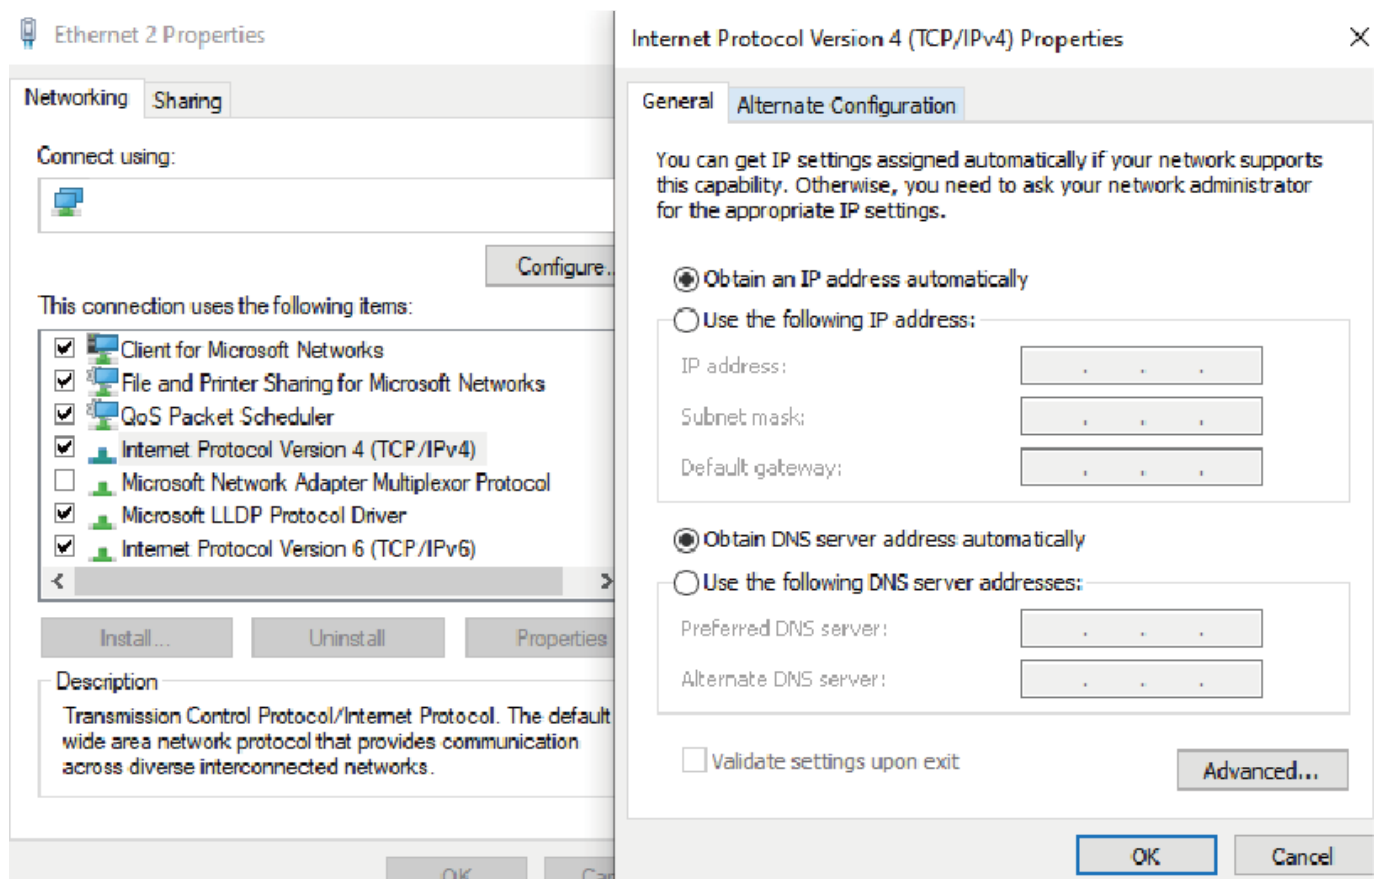 Ethernet 2 Properties
Networking
Sharing
Connect using:
Configure..
This connection uses the following items:
Client for Microsoft Networks
File and Printer Sharing for Microsoft Networks
QoS Packet Scheduler
Internet Protocol Version 4 (TCP/IPv4)
Microsoft Network Adapter Multiplexor Protocol
Microsoft LLDP Protocol Driver
Internet Protocol Version 6 (TCP/IPv6)
Install...
Uninstall
Properties
Description
Transmission Control Protocol/Internet Protocol. The default
wide area network protocol that provides communication
across diverse interconnected networks.
OK
Can
Internet Protocol Version 4 (TCP/IPv4) Properties
General
Alternate Configuration
You can get IP settings assigned automatically if your network supports
this capability. Otherwise, you need to ask your network administrator
for the appropriate IP settings.
Obtain an IP address automatically
Use the following IP address:
IP address:
Subnet mask:
Default gateway:
Obtain DNS server address automatically
Use the following DNS server addresses:
Preferred DNS server:
Alternate DNS server:
Validate settings upon exit
Advanced...
OK
Cancel